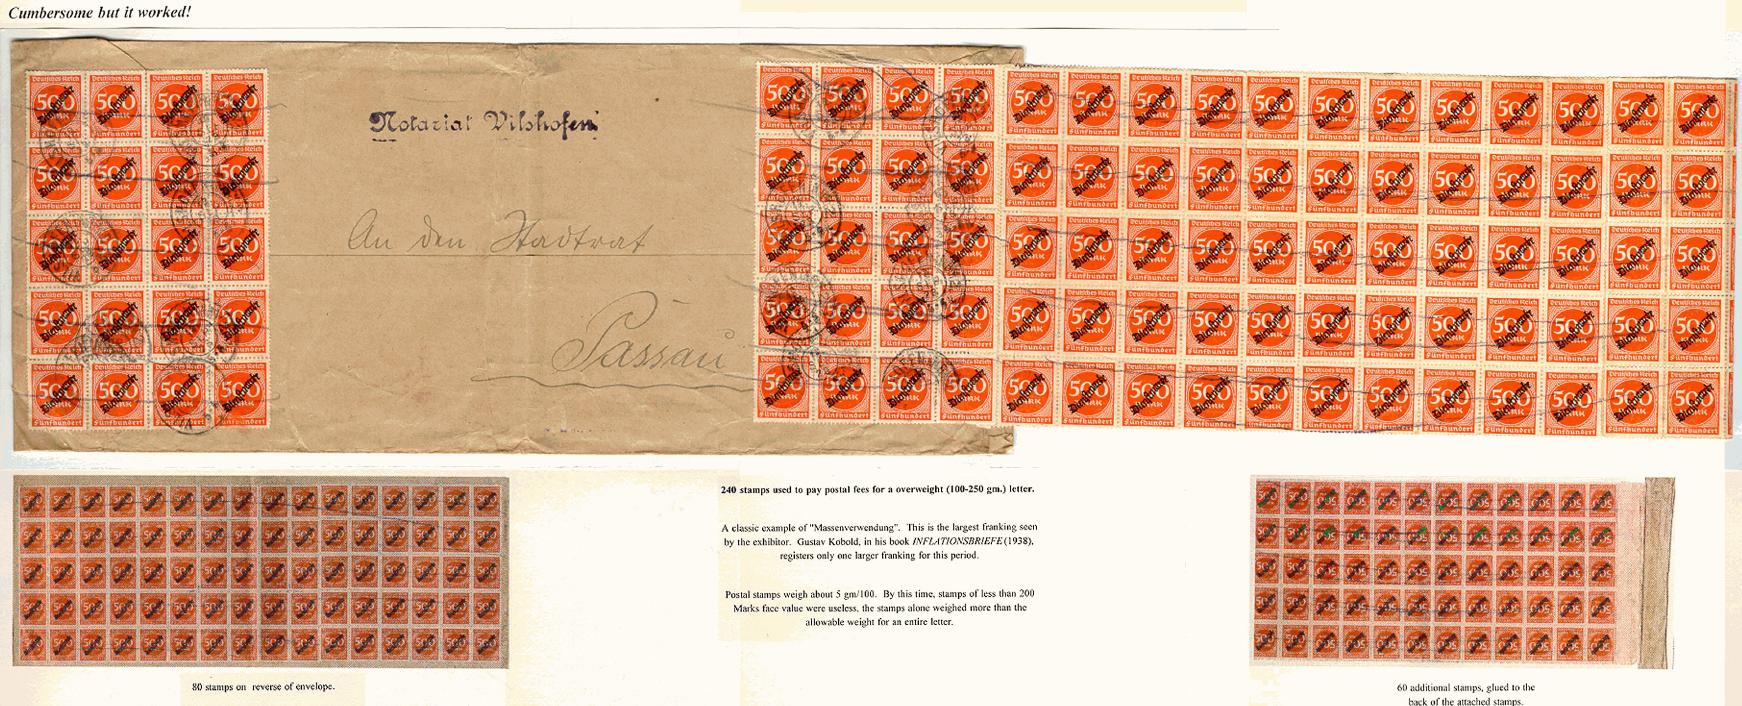 Cumbersome but it worked!
Notariat Vilshofen
An den Stadtrat
Passau
Deutsches Reich
500
MARK
Fünfhundert
240 stamps used to pay postal fees for a overweight (100-250 gm.) letter.
A classic example of "Massenverwendung". This is the largest franking seen
by the exhibitor. Gustav Kobold, in his book INFLATIONSBRIEFE (1938),
registers only one larger franking for this period.
Postal stamps weigh about 5 gm/100. By this time, stamps of less than 200
Marks face value were useless, the stamps alone weighed more than the
allowable weight for an entire letter.
80 stamps on reverse of envelope.
60 additional stamps, glued to the
back of the attached stamps.